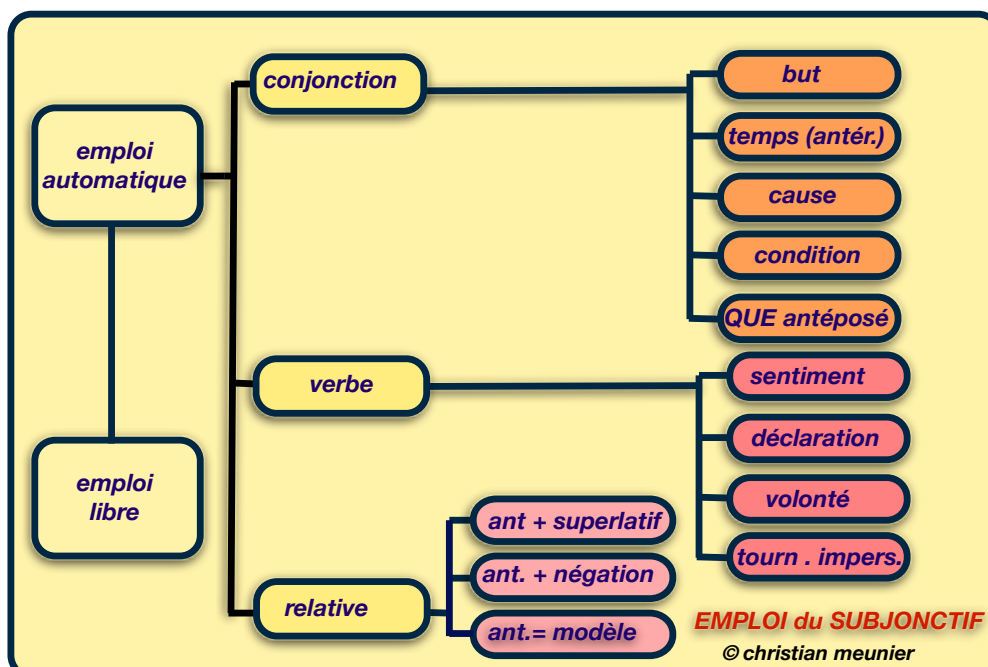 emploi
automatique
emploi
libre
conjonction
but
temps (antér.)
cause
condition
QUE antéposé
verbe
sentiment
déclaration
volonté
tourn . impers.
relative
ant + superlatif
ant. + négation
ant.= modèle
EMPLOI du SUBJONCTIF
© christian meunier